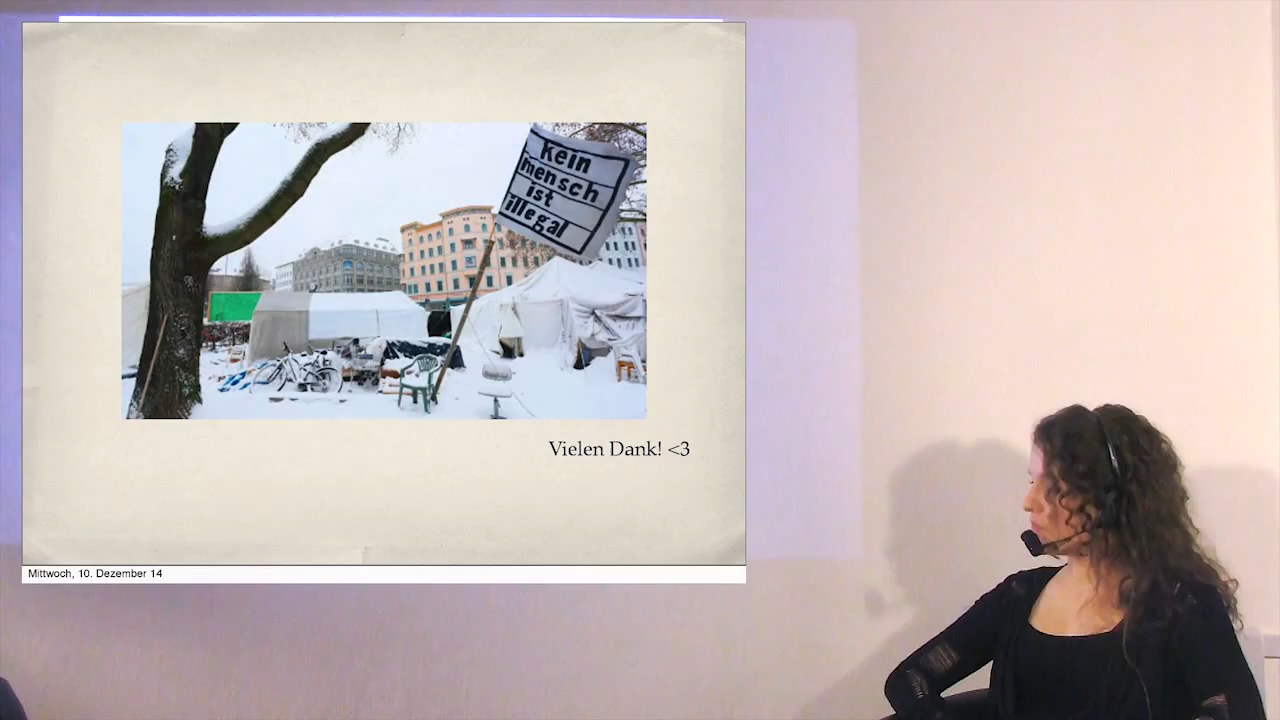 kein
mensch
ist
illegal
Vielen Dank! <3
Mittwoch, 10. Dezember 14